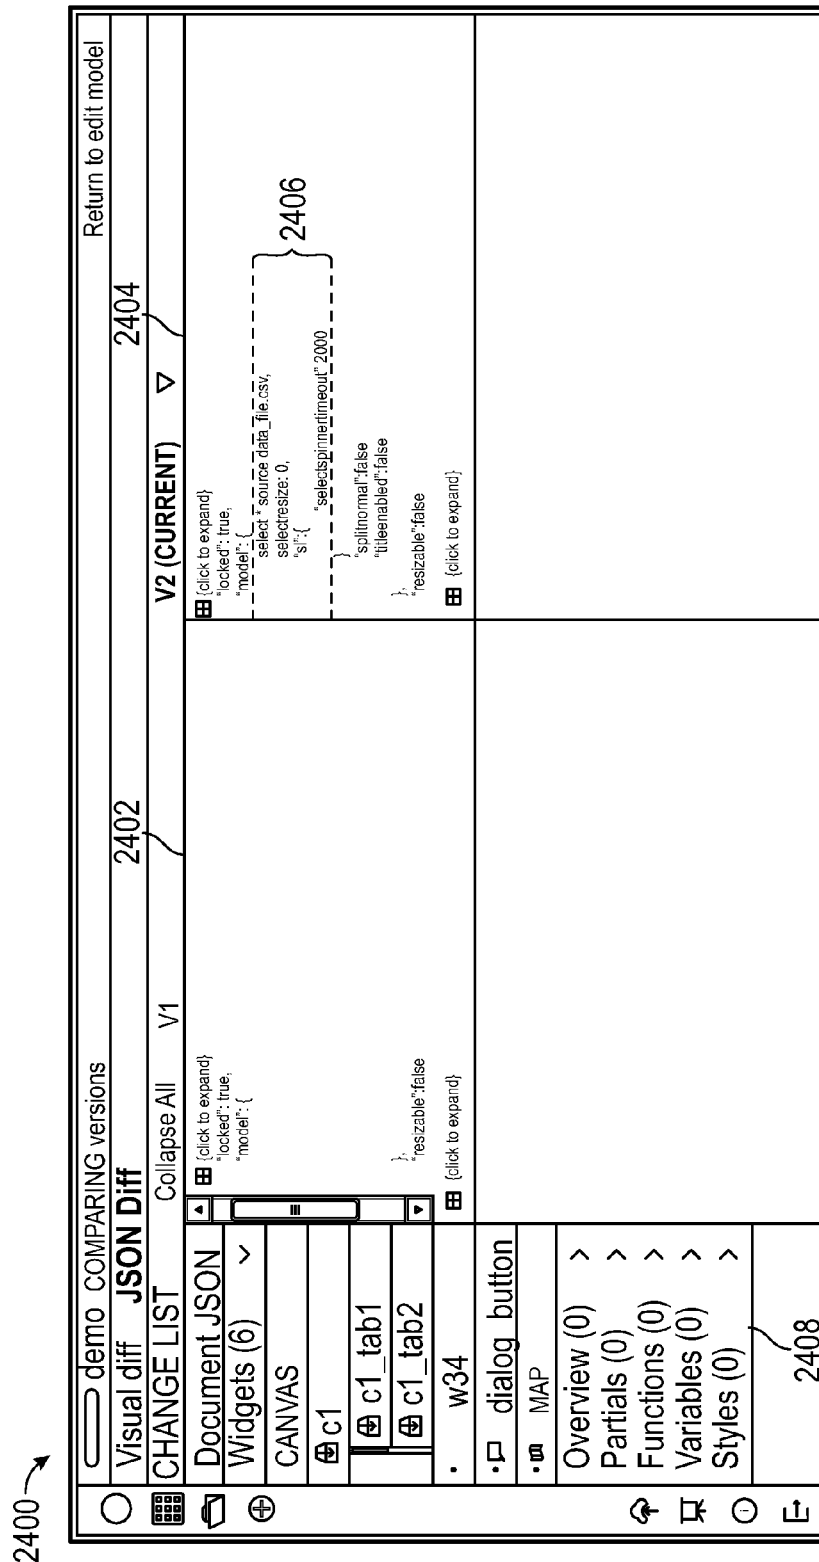 2400
demo COMPARING versions
Return to edit model
Visual diff JSON Diff
2402
2404
CHANGE LIST
Collapse All
V1
V2 (CURRENT)
Document JSON
Widgets (6)
CANVAS
c1
c1_tab1
c1_tab2
w34
dialog_button
MAP
Overview (0)
Partials (0)
Functions (0)
Variables (0)
Styles (0)
2408
{click to expand}
"locked": true,
"model": {
},
"resizable":false
{click to expand}
{click to expand}
"locked": true,
"model": {
select * source data_file.csv,
selectresize: 0,
"sl":{
"selectspinnertimeout" 2000
}
"splitnormal":false
"titleenabled":false
},
"resizable":false
{click to expand}
2406